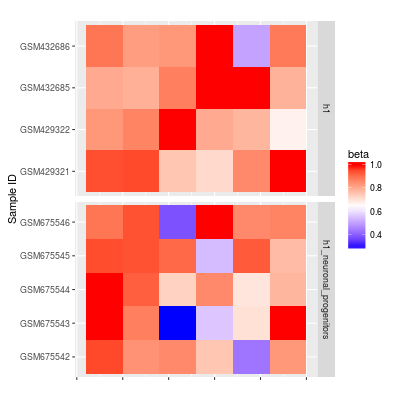 GSM432686
GSM432685
GSM429322
GSM429321
h1
GSM675546
GSM675545
GSM675544
GSM675543
GSM675542
h1_neuronal_progenitors
Sample ID
beta
1.0
0.8
0.6
0.4